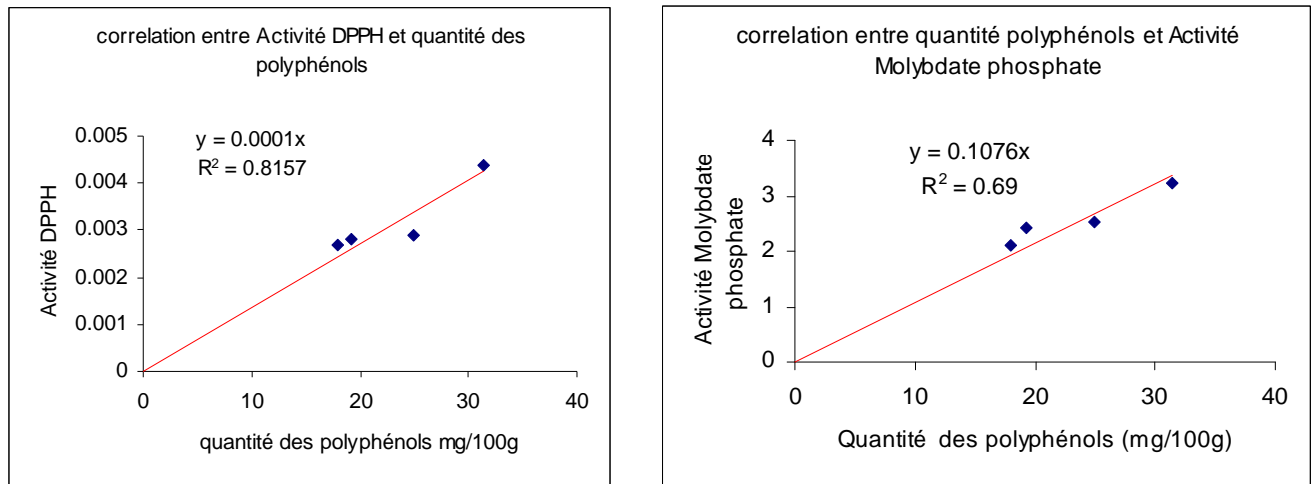 correlation entre Activité DPPH et quantité des
polyphénols
y = 0.0001x
R² = 0.8157
Activité DPPH
0.005
0.004
0.003
0.002
0.001
0
0 10 20 30 40
quantité des polyphénols mg/100g
correlation entre quantité polyphénols et Activité
Molybdate phosphate
y = 0.1076x
R² = 0.69
Activité Molybdate
phosphate
4
3
2
1
0
0 10 20 30 40
Quantité des polyphénols (mg/100g)